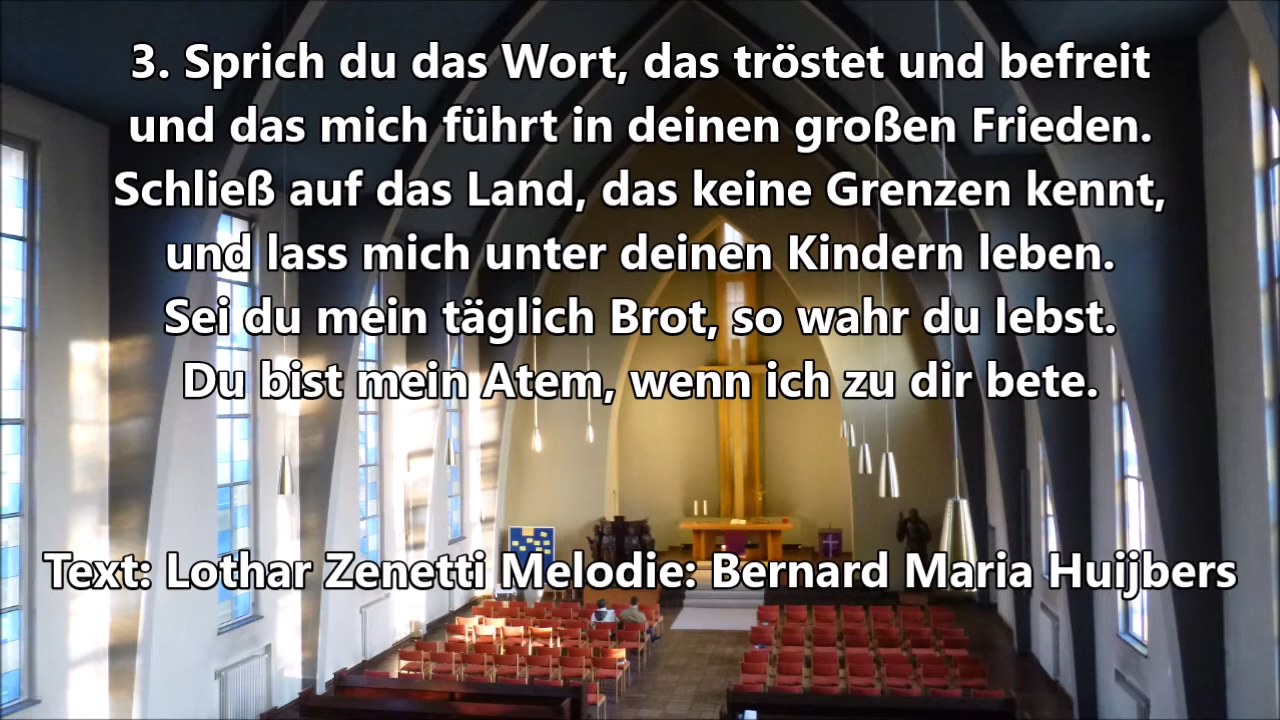 3. Sprich du das Wort, das tröstet und befreit
und das mich führt in deinen großen Frieden.
Schließ auf das Land, das keine Grenzen kennt,
und lass mich unter deinen Kindern leben.
Sei du mein täglich Brot, so wahr du lebst.
Du bist mein Atem, wenn ich zu dir bete.
Text: Lothar Zenetti Melodie: Bernard Maria Huijbers